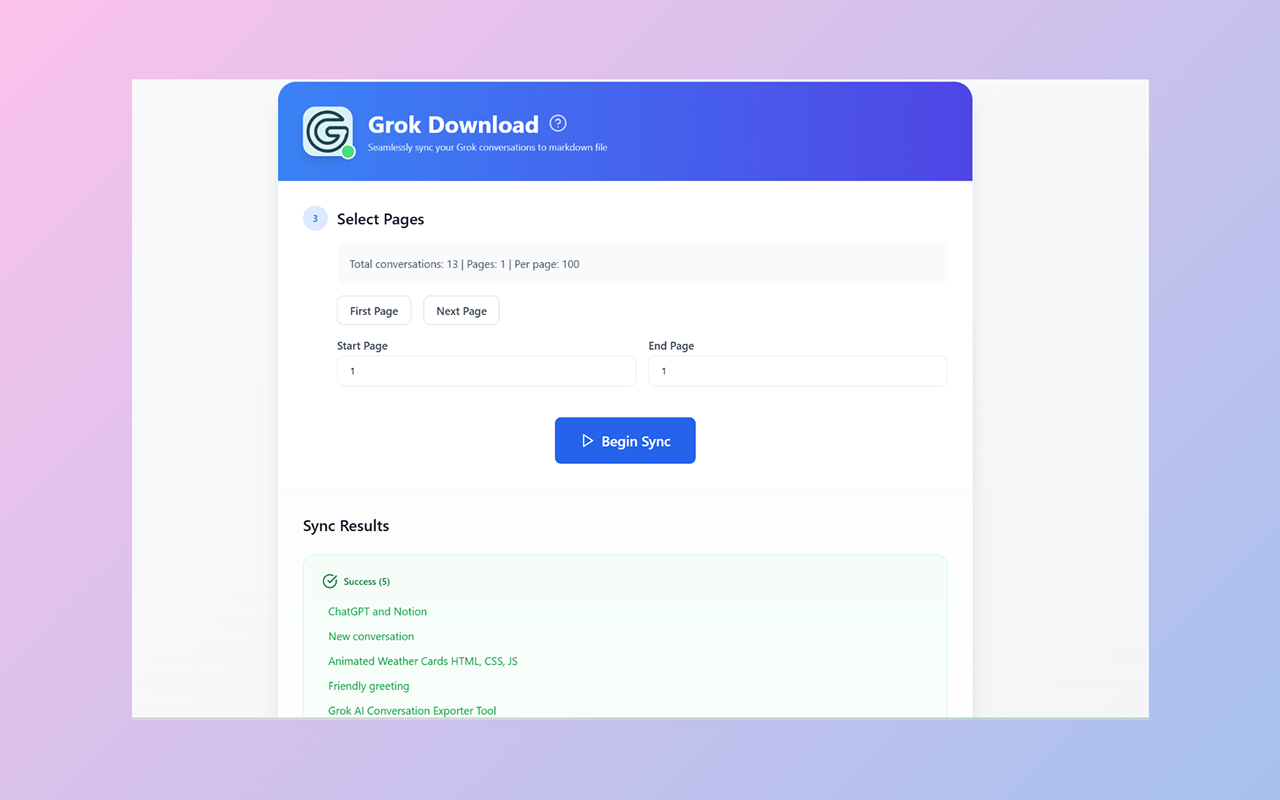 Grok Download
Seamlessly sync your Grok conversations to markdown file
3 Select Pages
Total conversations: 13 | Pages: 1 | Per page: 100
First Page Next Page
Start Page End Page
1 1
Begin Sync
Sync Results
Success (5)
ChatGPT and Notion
New conversation
Animated Weather Cards HTML, CSS, JS
Friendly greeting
Grok AI Conversation Exporter Tool